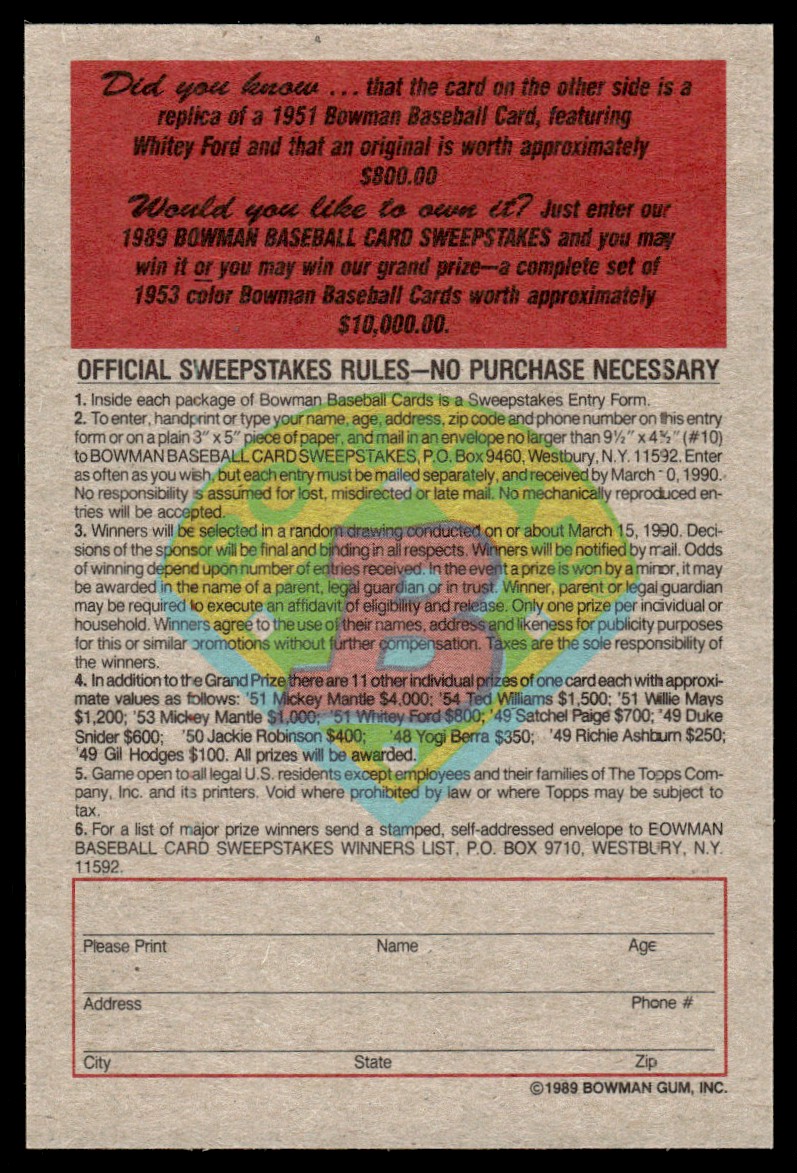 Did you know ... that the card on the other side is a
replica of a 1951 Bowman Baseball Card, featuring
Whitey Ford and that an original is worth approximately
$800.00
Would you like to own it? Just enter our
1989 BOWMAN BASEBALL CARD SWEEPSTAKES and you may
win it or you may win our grand prize—a complete set of
1953 color Bowman Baseball Cards worth approximately
$10,000.00.
OFFICIAL SWEEPSTAKES RULES—NO PURCHASE NECESSARY
1. Inside each package of Bowman Baseball Cards is a Sweepstakes Entry Form.
2. To enter, handprint or type your name, age, address, zip code and phone number on this entry
form or on a plain 3″ x 5″ piece of paper, and mail in an envelope no larger than 9½″ x 4½″ (#10)
to BOWMAN BASEBALL CARD SWEEPSTAKES, P.O. Box 9460, Westbury, N.Y. 11592. Enter
as often as you wish, but each entry must be mailed separately, and received by March 0, 1990.
No responsibility is assumed for lost, misdirected or late mail. No mechanically reproduced en-
tries will be accepted.
3. Winners will be selected in a random drawing conducted on or about March 15, 1990. Deci-
sions of the sponsor will be final and binding in all respects. Winners will be notified by mail. Odds
of winning depend upon number of entries received. In the event a prize is won by a minor, it may
be awarded in the name of a parent, legal guardian or in trust. Winner, parent or legal guardian
may be required to execute an affidavit of eligibility and release. Only one prize per individual or
household. Winners agree to the use of their names, address and likeness for publicity purposes
for this or similar promotions without further compensation. Taxes are the sole responsibility of
the winners.
4. In addition to the Grand Prize there are 11 other individual prizes of one card each with approxi-
mate values as follows: '51 Mickey Mantle $4,000; '54 Ted Williams $1,500; '51 Willie Mays
$1,200; '53 Mickey Mantle $1,000; '51 Whitey Ford $800; '49 Satchel Paige $700; '49 Duke
Snider $600; '50 Jackie Robinson $400; '48 Yogi Berra $350; '49 Richie Ashburn $250;
'49 Gil Hodges $100. All prizes will be awarded.
5. Game open to all legal U.S. residents except employees and their families of The Topps Com-
pany, Inc. and its printers. Void where prohibited by law or where Topps may be subject to
tax.
6. For a list of major prize winners send a stamped, self-addressed envelope to BOWMAN
BASEBALL CARD SWEEPSTAKES WINNERS LIST, P.O. BOX 9710, WESTBURY, N.Y.
11592.
B
Please Print Name Age
Address Phone #
City State Zip
©1989 BOWMAN GUM, INC.